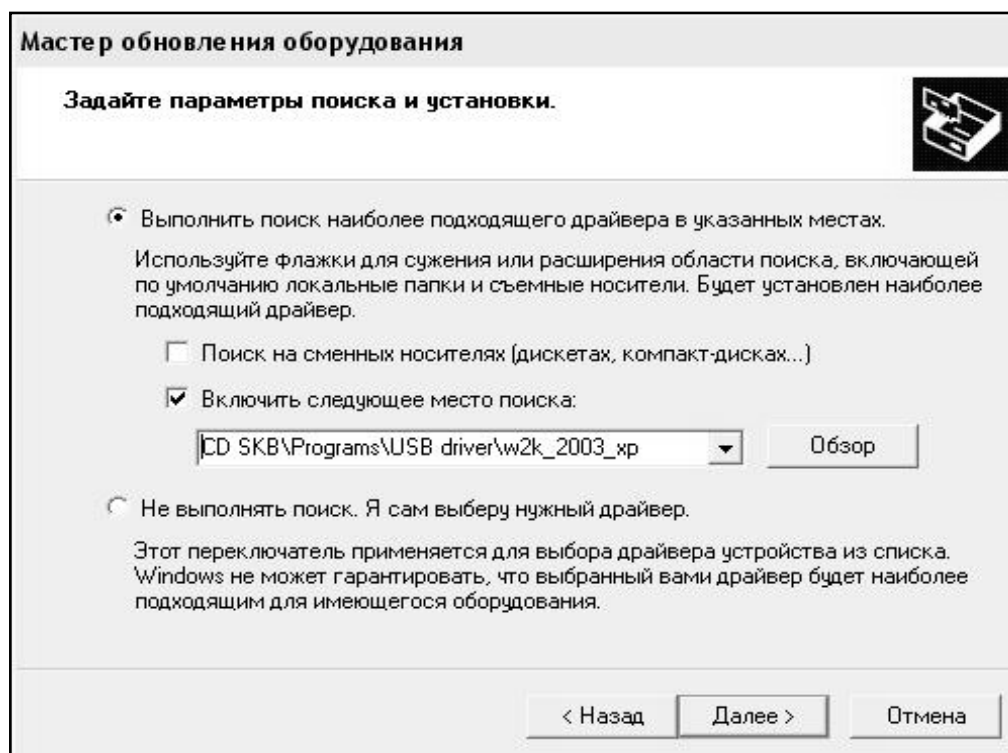 Мастер обновления оборудования
Задайте параметры поиска и установки.
Выполнить поиск наиболее подходящего драйвера в указанных местах.
Используйте флажки для сужения или расширения области поиска, включающей
по умолчанию локальные папки и съемные носители. Будет установлен наиболее
подходящий драйвер.
Поиск на сменных носителях (дискетах, компакт-дисках...)
Включить следующее место поиска:
CD SKB\Programs\USB driver\w2k_2003_xp
Обзор
Не выполнять поиск. Я сам выберу нужный драйвер.
Этот переключатель применяется для выбора драйвера устройства из списка.
Windows не может гарантировать, что выбранный вами драйвер будет наиболее
подходящим для имеющегося оборудования.
< Назад Далее > Отмена